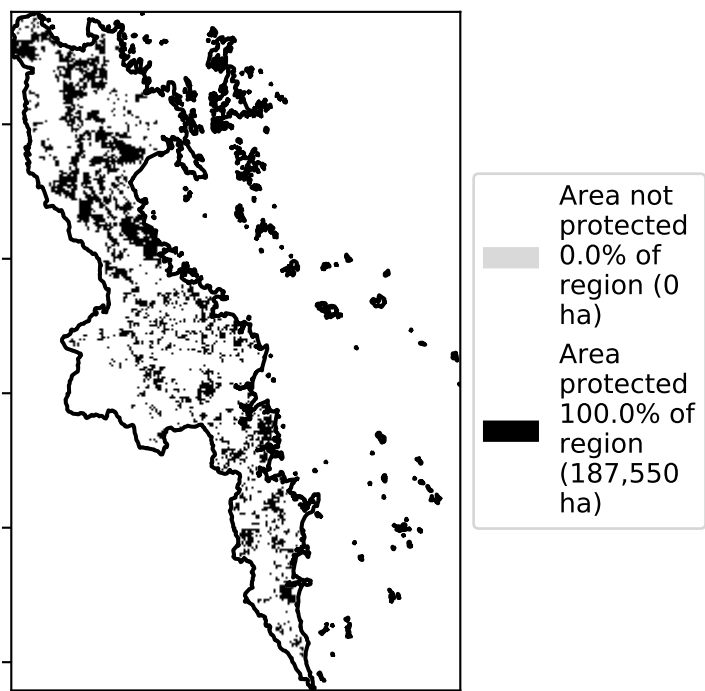 Area not
protected
0.0% of
region (0
ha)
Area
protected
100.0% of
region
(187,550
ha)